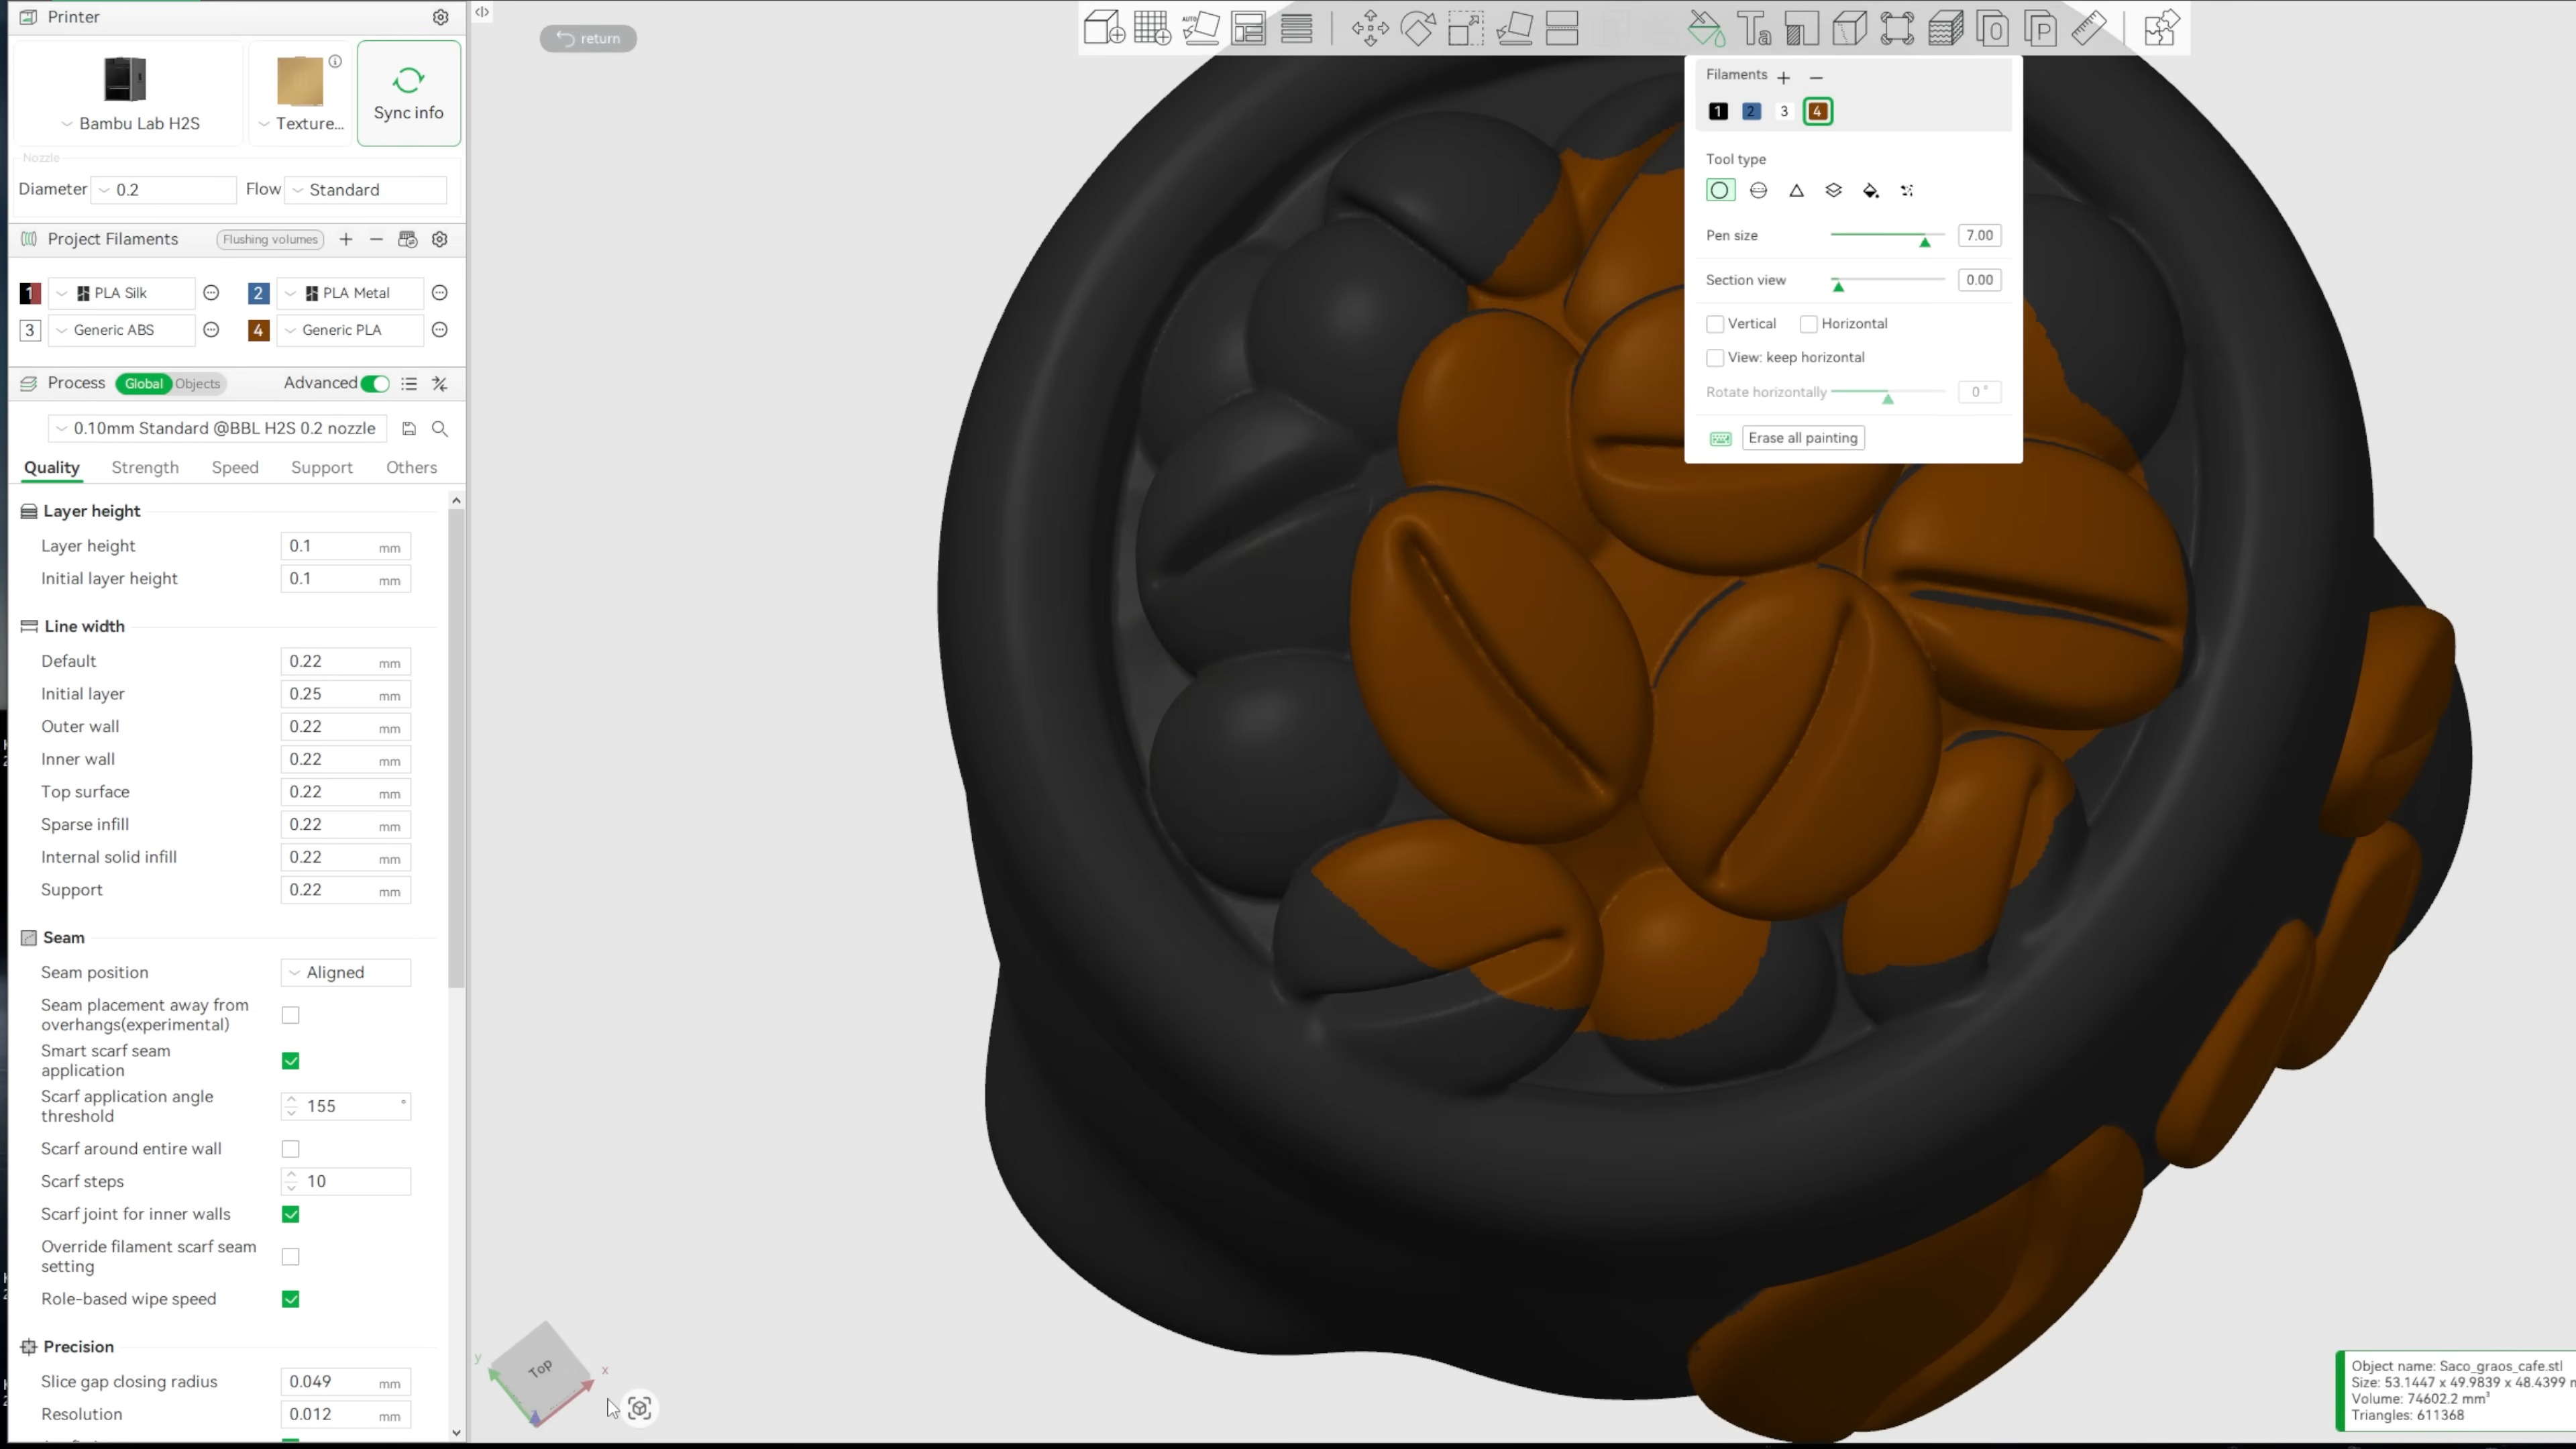 Printer
Bambu Lab H2S
Texture...
Sync info
Nozzle
Diameter 0.2 Flow Standard
Project Filaments Flushing volumes
1 PLA Silk 2 PLA Metal
3 Generic ABS 4 Generic PLA
Process Global Objects Advanced
0.10mm Standard @BBL H2S 0.2 nozzle
Quality Strength Speed Support Others
Layer height
Layer height 0.1 mm
Initial layer height 0.1 mm
Line width
Default 0.22 mm
Initial layer 0.25 mm
Outer wall 0.22 mm
Inner wall 0.22 mm
Top surface 0.22 mm
Sparse infill 0.22 mm
Internal solid infill 0.22 mm
Support 0.22 mm
Seam
Seam position Aligned
Seam placement away from
overhangs(experimental)
Smart scarf seam
application
Scarf application angle
threshold 155 °
Scarf around entire wall
Scarf steps 10
Scarf joint for inner walls
Override filament scarf seam
setting
Role-based wipe speed
Precision
Slice gap closing radius 0.049 mm
Resolution 0.012 mm
return
AUTO
Filaments + −
1 2 3 4
Tool type
Pen size 7.00
Section view 0.00
Vertical Horizontal
View: keep horizontal
Rotate horizontally 0 °
Erase all painting
Top
y
x
Object name: Saco_graos_cafe.stl
Size: 53.1447 x 49.9839 x 48.4399
Volume: 74602.2 mm³
Triangles: 611368